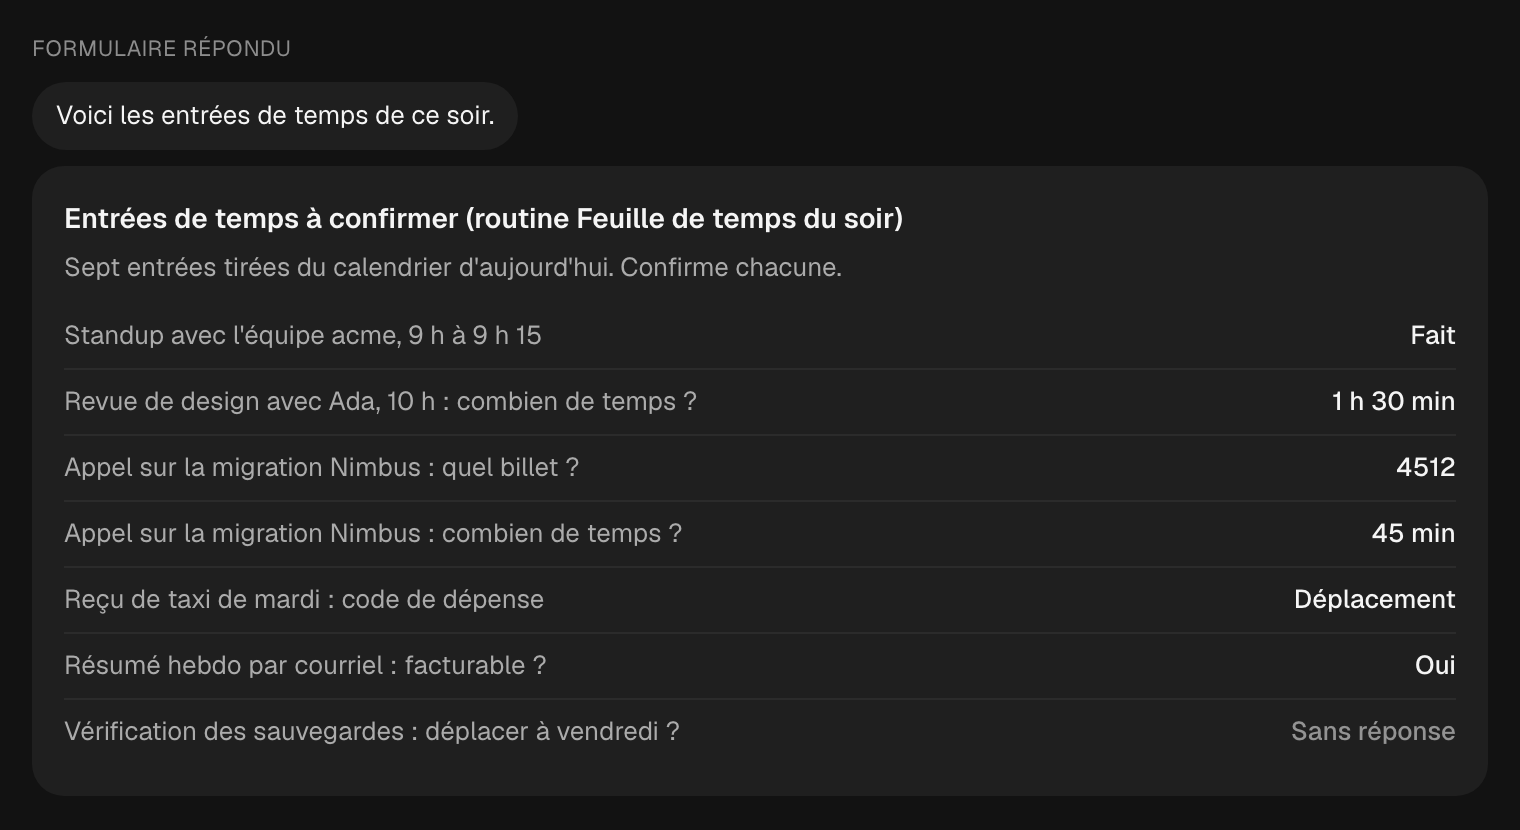 FORMULAIRE RÉPONDU
Voici les entrées de temps de ce soir.
Entrées de temps à confirmer (routine Feuille de temps du soir)
Sept entrées tirées du calendrier d'aujourd'hui. Confirme chacune.
Standup avec l'équipe acme, 9 h à 9 h 15 Fait
Revue de design avec Ada, 10 h : combien de temps ? 1 h 30 min
Appel sur la migration Nimbus : quel billet ? 4512
Appel sur la migration Nimbus : combien de temps ? 45 min
Reçu de taxi de mardi : code de dépense Déplacement
Résumé hebdo par courriel : facturable ? Oui
Vérification des sauvegardes : déplacer à vendredi ? Sans réponse